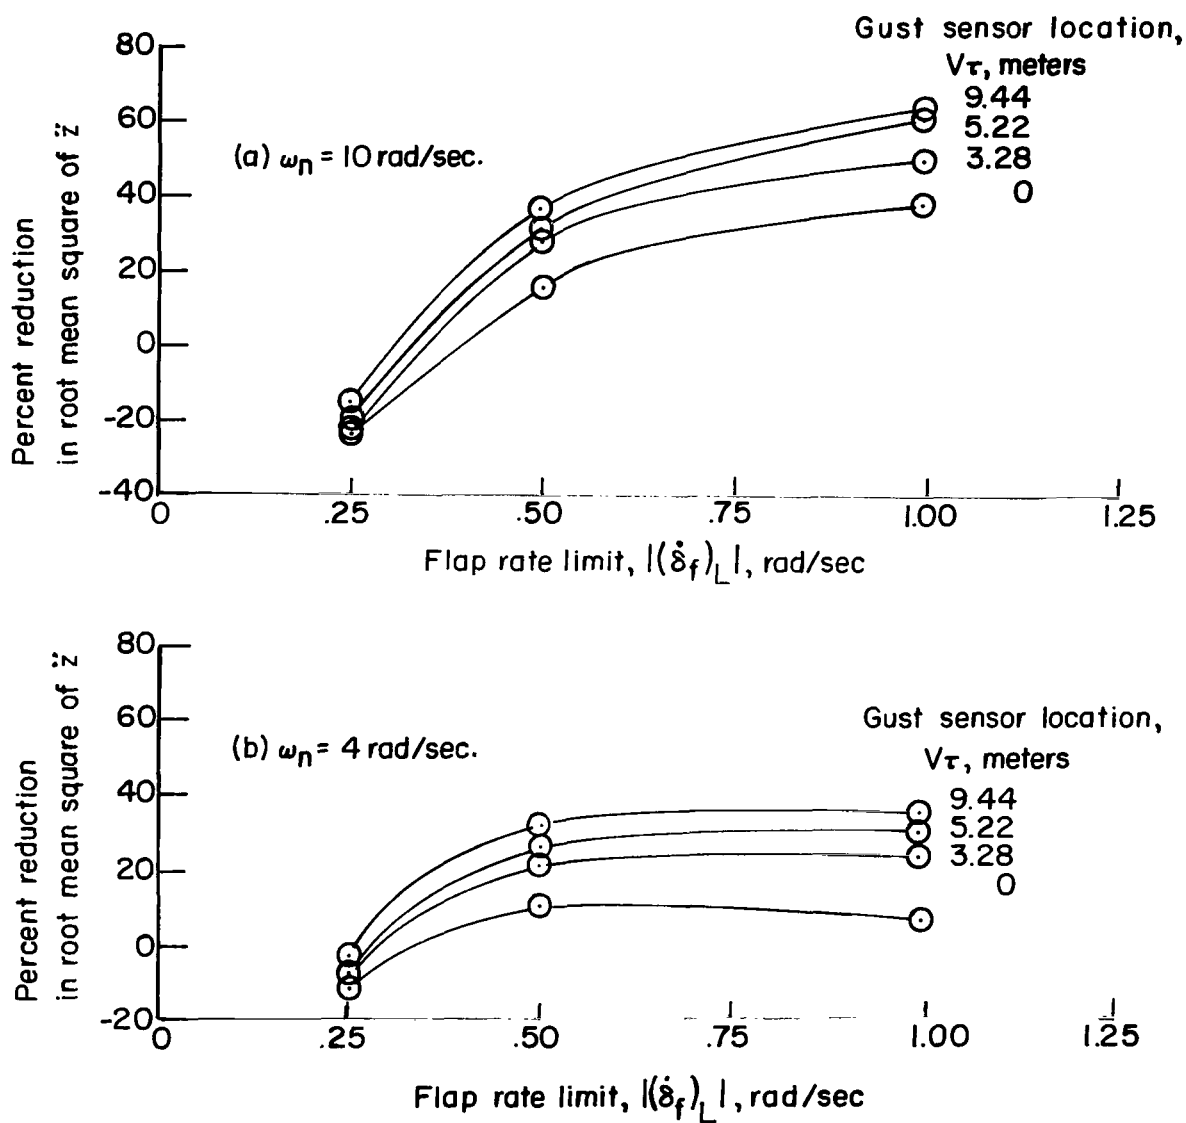 Gust sensor location,
Vτ, meters
9.44
5.22
3.28
0
80
60
40
20
0
-20
-40
Percent reduction
in root mean square of z̈
(a) ωn = 10 rad/sec.
0 .25 .50 .75 1.00 1.25
Flap rate limit, |(δ̇f)L|, rad/sec
80
60
40
20
0
-20
Percent reduction
in root mean square of z̈
(b) ωn = 4 rad/sec.
Gust sensor location,
Vτ, meters
9.44
5.22
3.28
0
0 .25 .50 .75 1.00 1.25
Flap rate limit, |(δ̇f)L|, rad/sec